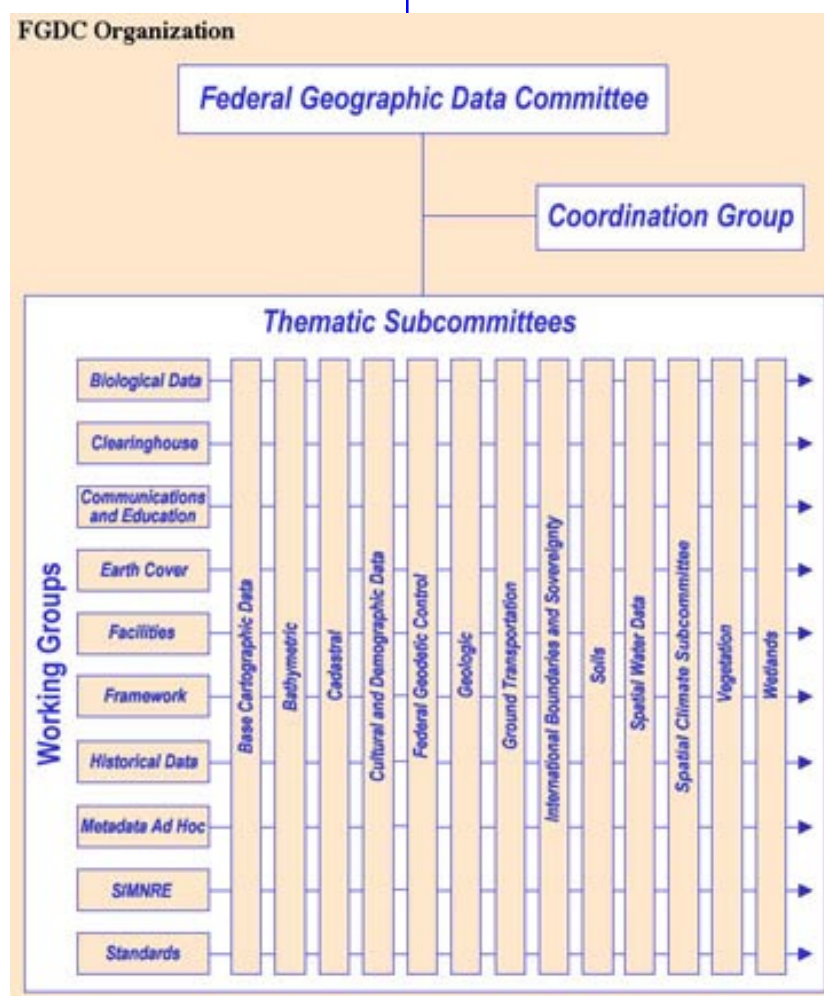 FGDC Organization
Federal Geographic Data Committee
Coordination Group
Thematic Subcommittees
Working Groups
Biological Data
Clearinghouse
Communications
and Education
Earth Cover
Facilities
Framework
Historical Data
Metadata Ad Hoc
SIMNRE
Standards
Base Cartographic Data
Bathymetric
Cadastral
Cultural and Demographic Data
Federal Geodetic Control
Geologic
Ground Transportation
International Boundaries and Sovereignty
Soils
Spatial Water Data
Spatial Climate Subcommittee
Vegetation
Wetlands